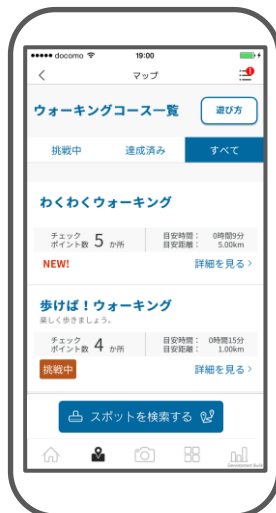 docomo 19:00
マップ
1
ウォーキングコース一覧 遊び方
挑戦中 達成済み すべて
わくわくウォーキング
チェックポイント数 5 か所 目安時間： 0時間9分
目安距離： 5.00km
NEW! 詳細を見る
歩けば！ウォーキング
楽しく歩きましょう。
チェックポイント数 4 か所 目安時間： 0時間15分
目安距離： 1.00km
挑戦中 詳細を見る
スポットを検索する
Development Build